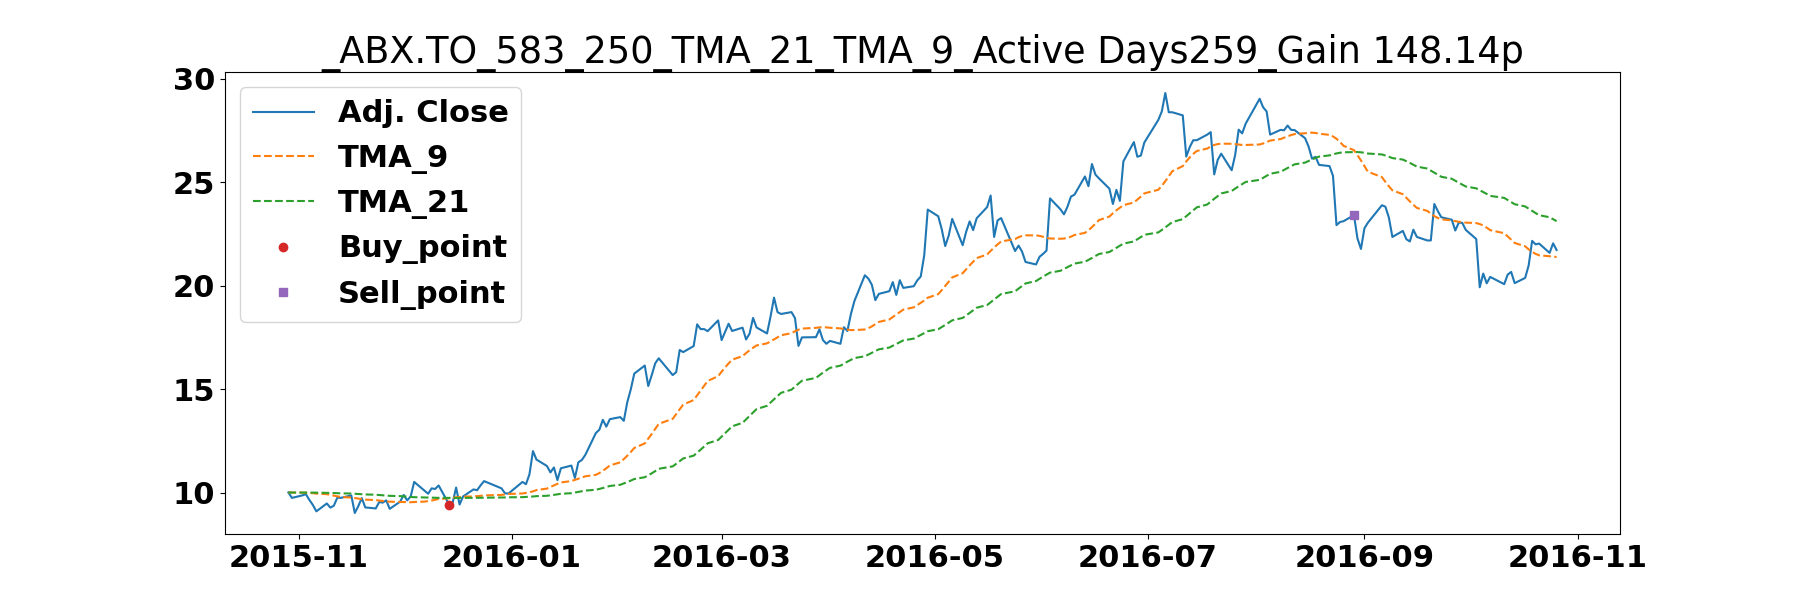 _ABX.TO_583_250_TMA_21_TMA_9_Active Days259_Gain 148.14p
30
25
20
15
10
Adj. Close
TMA_9
TMA_21
Buy_point
Sell_point
2015-11 2016-01 2016-03 2016-05 2016-07 2016-09 2016-11